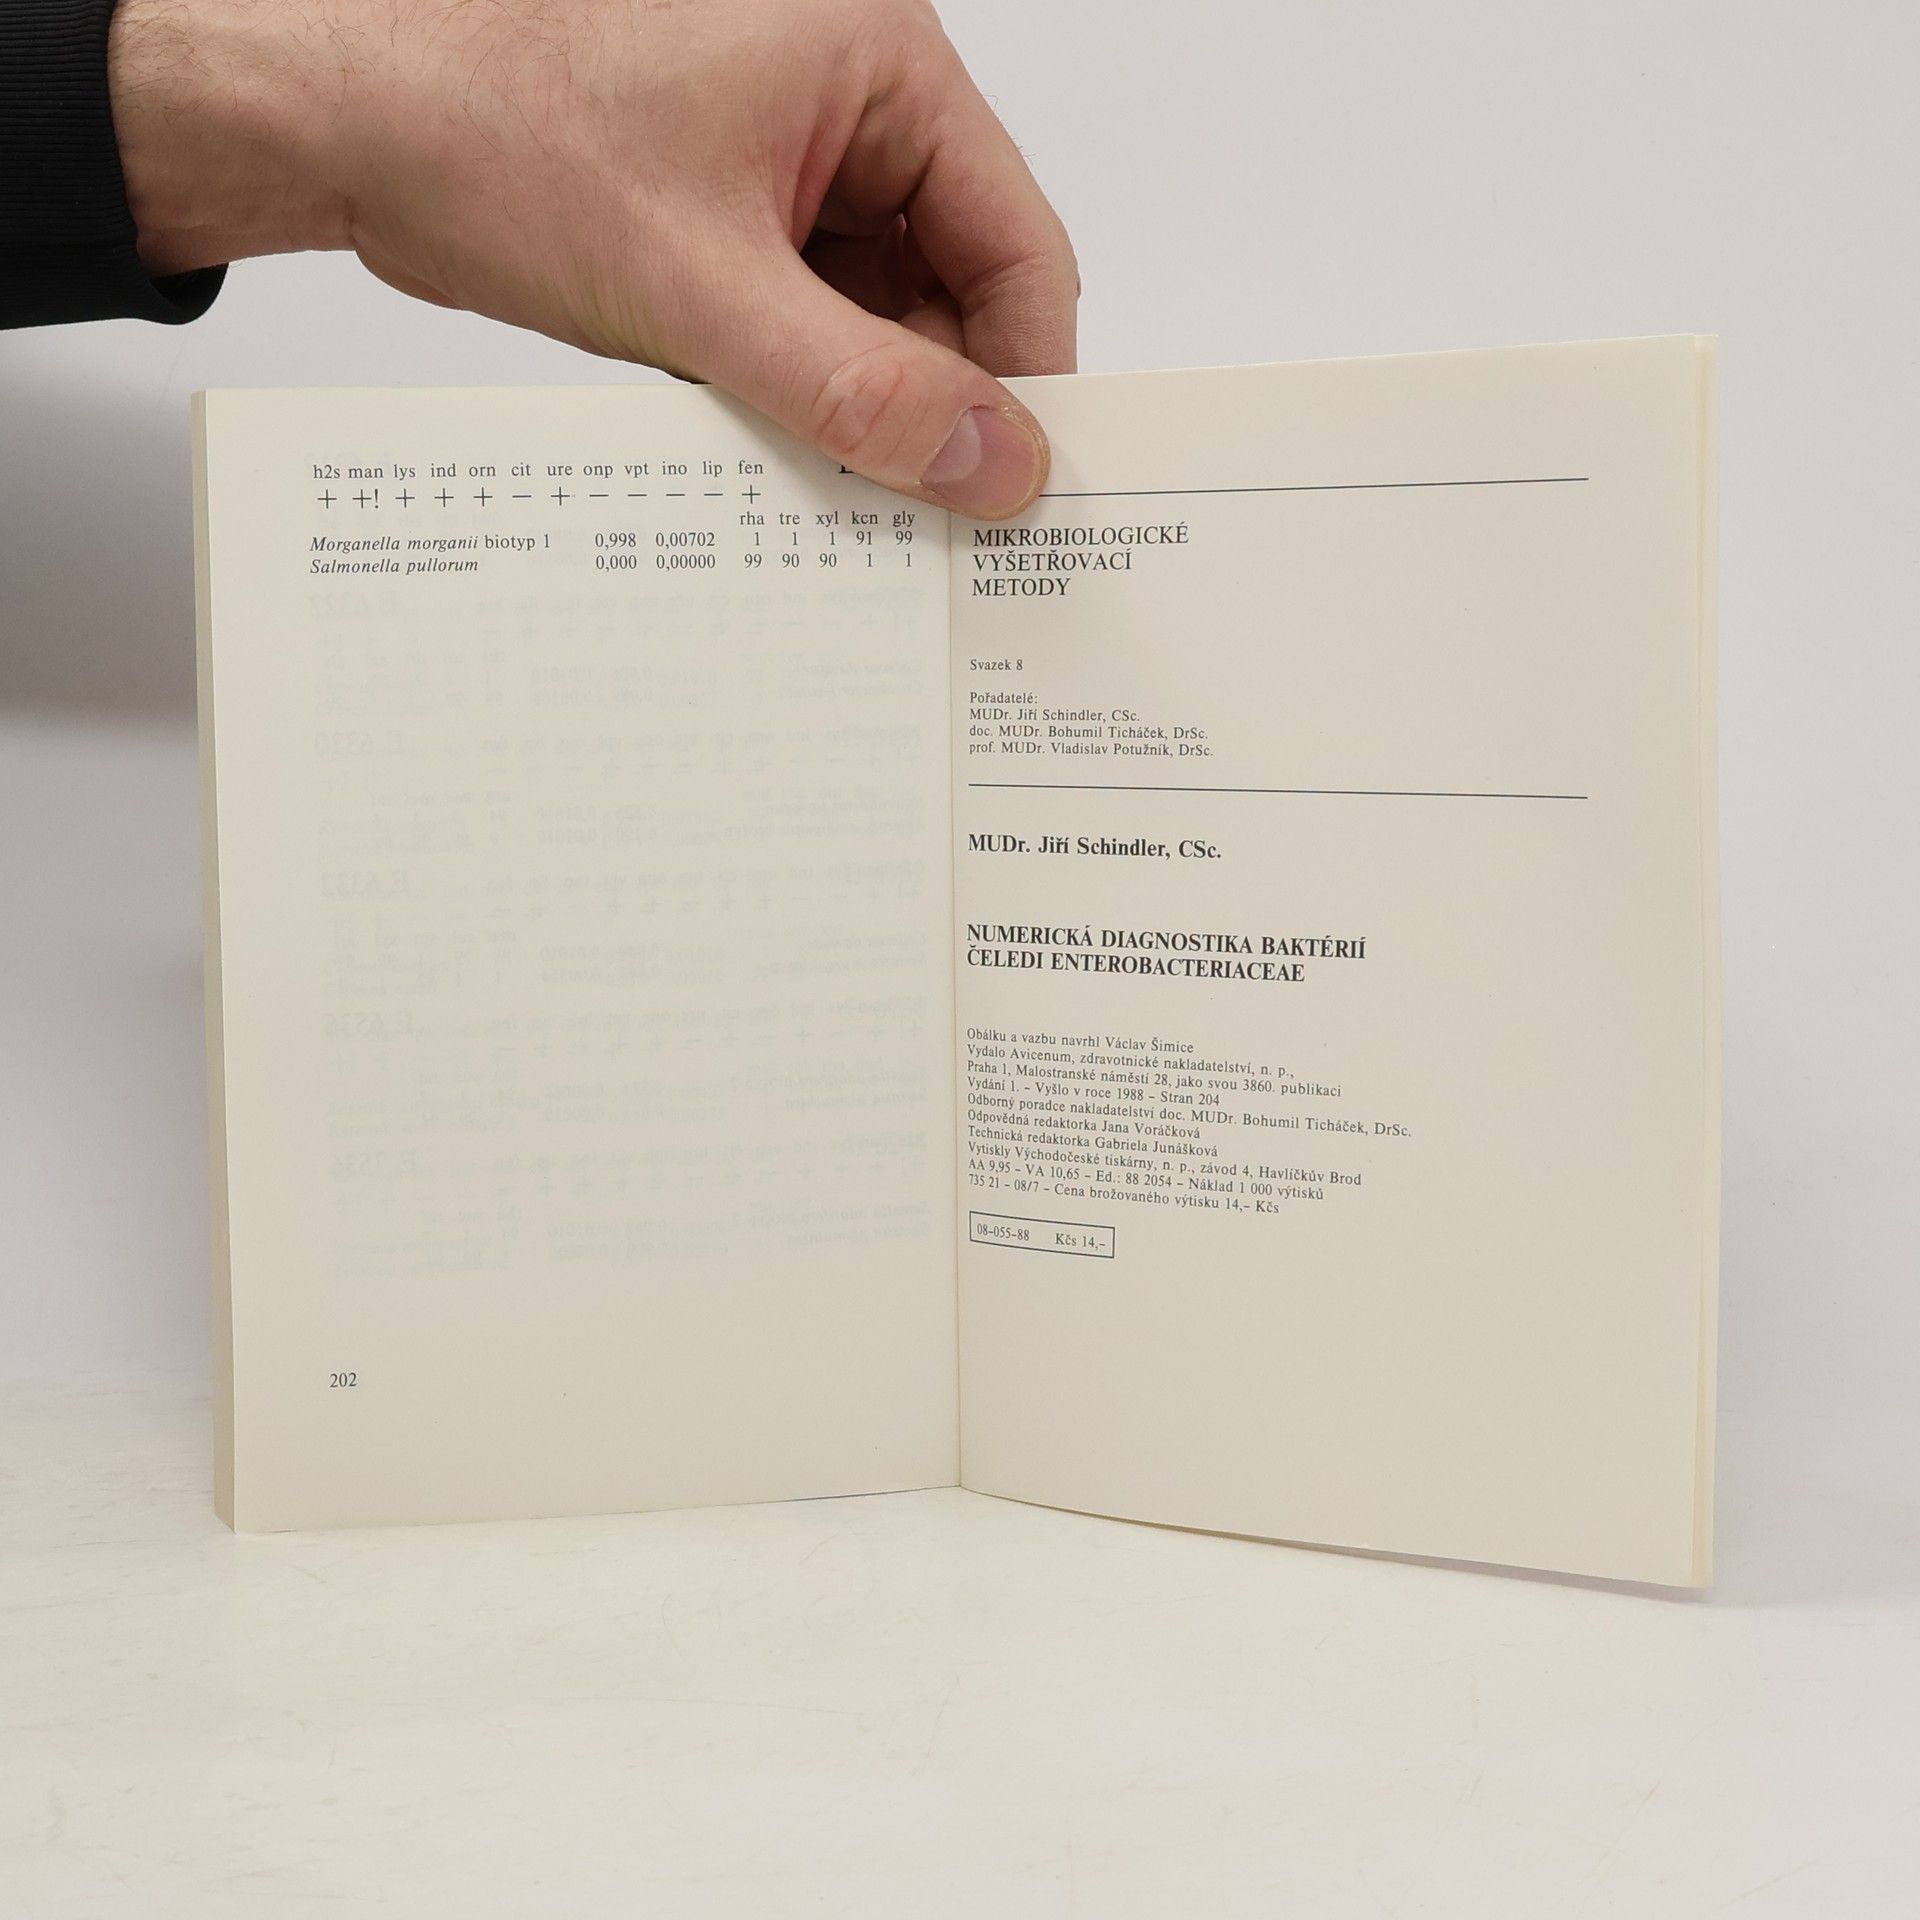 h2s man lys ind orn cit ure onp vpt ino lip fen
+ +! + + + − + − − − − +
rha tre xyl kcn gly
Morganella morganii biotyp 1 0,998 0,00702 1 1 1 91 99
Salmonella pullorum 0,000 0,00000 99 90 90 1 1
202
MIKROBIOLOGICKÉ
VYŠETŘOVACÍ
METODY
Svazek 8
Pořadatelé:
MUDr. Jiří Schindler, CSc.
doc. MUDr. Bohumil Ticháček, DrSc.
prof. MUDr. Vladislav Potužník, DrSc.
MUDr. Jiří Schindler, CSc.
NUMERICKÁ DIAGNOSTIKA BAKTÉRIÍ
ČELEDI ENTEROBACTERIACEAE
Obálku a vazbu navrhl Václav Šimice
Vydalo Avicenum, zdravotnické nakladatelství, n. p.,
Praha 1, Malostranské náměstí 28, jako svou 3860. publikaci
Vydání 1. – Vyšlo v roce 1988 – Stran 204
Odborný poradce nakladatelství doc. MUDr. Bohumil Ticháček, DrSc.
Odpovědná redaktorka Jana Voráčková
Technická redaktorka Gabriela Junášková
Vytiskly Východočeské tiskárny, n. p., závod 4, Havlíčkův Brod
AA 9,95 – VA 10,65 – Ed.: 88 2054 – Náklad 1 000 výtisků
735 21 – 08/7 – Cena brožovaného výtisku 14,– Kčs
08-055-88 Kčs 14,–